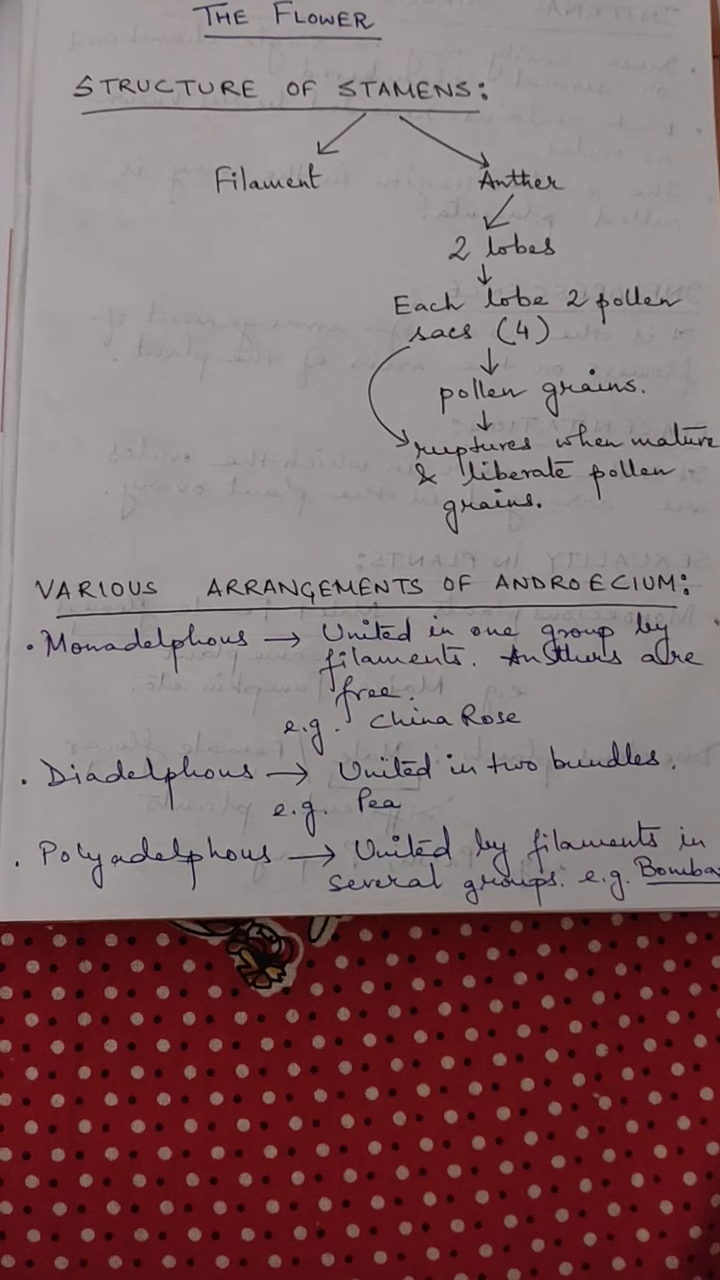 THE FLOWER
STRUCTURE OF STAMENS:
Filament Anther
2 lobes
Each lobe 2 pollen
sacs (4)
pollen grains.
ruptures when mature
& liberate pollen
grains.
VARIOUS ARRANGEMENTS OF ANDROECIUM:
• Monadelphous → United in one group by
filaments. Anthers are
free.
e.g. China Rose
• Diadelphous → United in two bundles.
e.g. Pea
• Polyadelphous → United by filaments in
several groups. e.g. Bomba